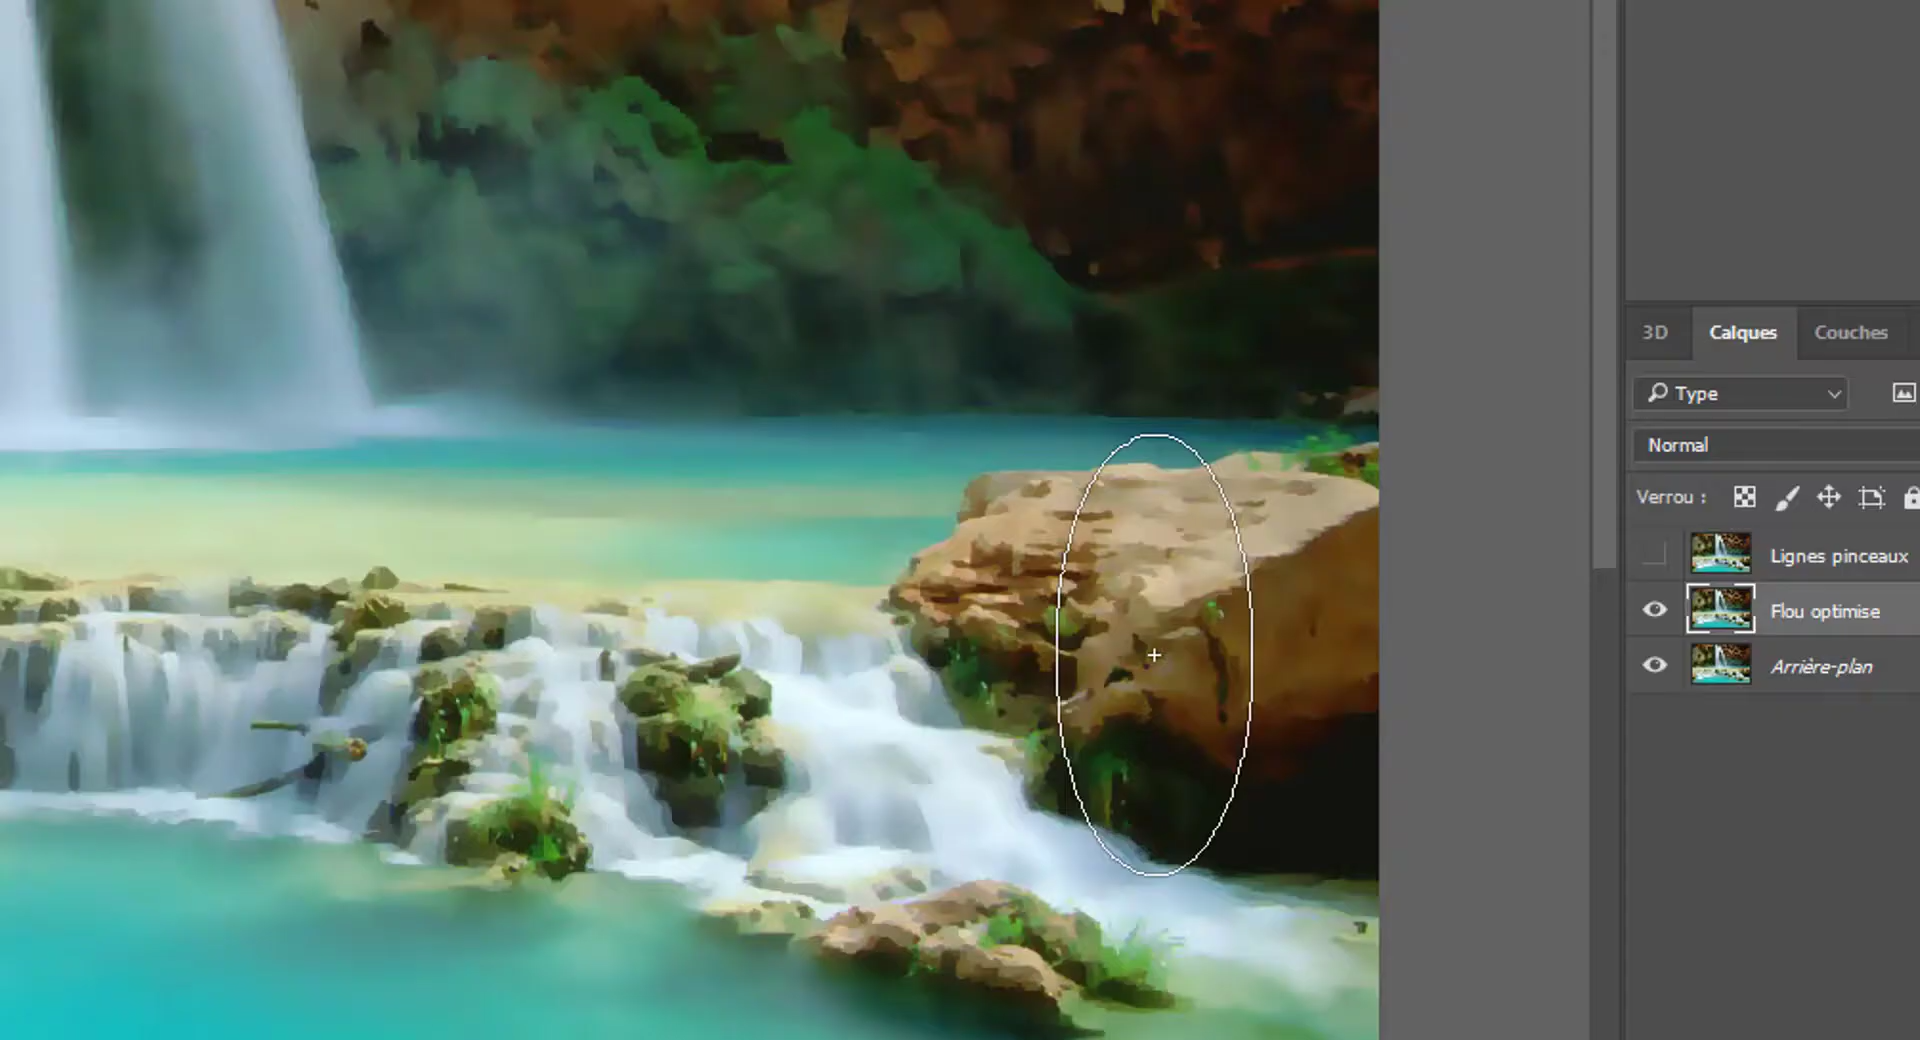 3D Calques Couches
Type
Normal
Verrou :
Lignes pinceaux
Flou optimise
Arrière-plan